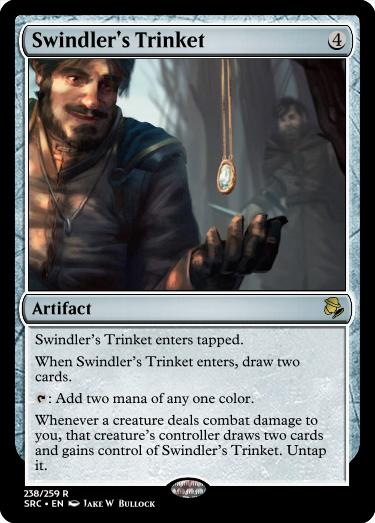 Swindler's Trinket 4
Artifact
Swindler's Trinket enters tapped.
When Swindler's Trinket enters, draw two
cards.
: Add two mana of any one color.
Whenever a creature deals combat damage to
you, that creature's controller draws two cards
and gains control of Swindler's Trinket. Untap
it.
238/259 R
SRC • EN Jake W. Bullock